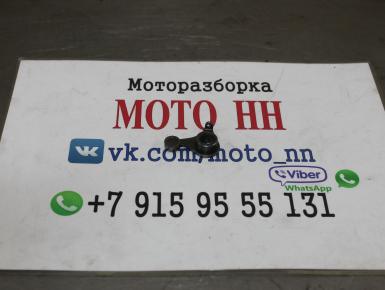 Моторазборка
МОТО НН
vk.com/moto_nn
Viber
WhatsApp
+7 915 95 55 131